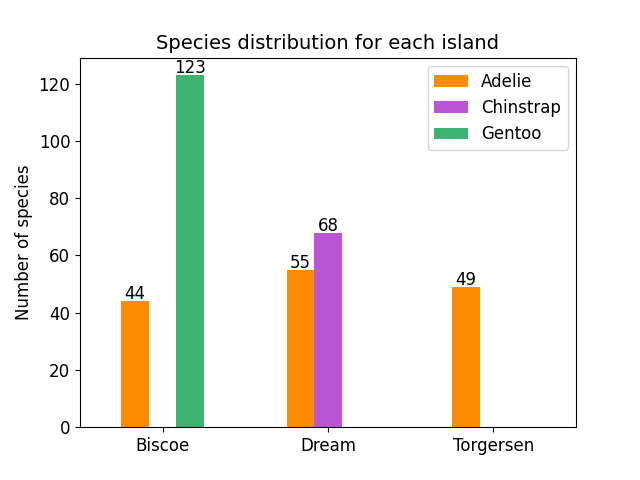 Species distribution for each island
Number of species
120
100
80
60
40
20
0
44
123
55
68
49
Adelie
Chinstrap
Gentoo
Biscoe
Dream
Torgersen